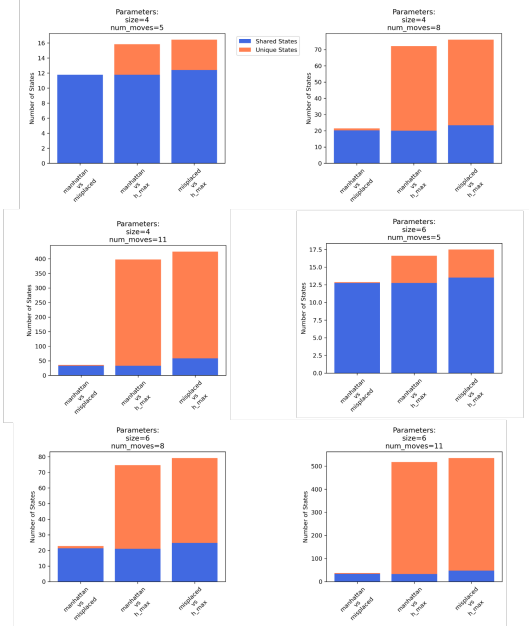 Parameters:
size=4
num_moves=5
Number of States
16
14
12
10
8
6
4
2
0
manhattan
vs
misplaced
manhattan
vs
h_max
misplaced
vs
h_max
Shared States
Unique States
Parameters:
size=4
num_moves=8
Number of States
70
60
50
40
30
20
10
0
manhattan
vs
misplaced
manhattan
vs
h_max
misplaced
vs
h_max
Parameters:
size=4
num_moves=11
Number of States
400
350
300
250
200
150
100
50
0
manhattan
vs
misplaced
manhattan
vs
h_max
misplaced
vs
h_max
Parameters:
size=6
num_moves=5
Number of States
17.5
15.0
12.5
10.0
7.5
5.0
2.5
0.0
manhattan
vs
misplaced
manhattan
vs
h_max
misplaced
vs
h_max
Parameters:
size=6
num_moves=8
Number of States
80
70
60
50
40
30
20
10
0
manhattan
vs
misplaced
manhattan
vs
h_max
misplaced
vs
h_max
Parameters:
size=6
num_moves=11
Number of States
500
400
300
200
100
0
manhattan
vs
misplaced
manhattan
vs
h_max
misplaced
vs
h_max